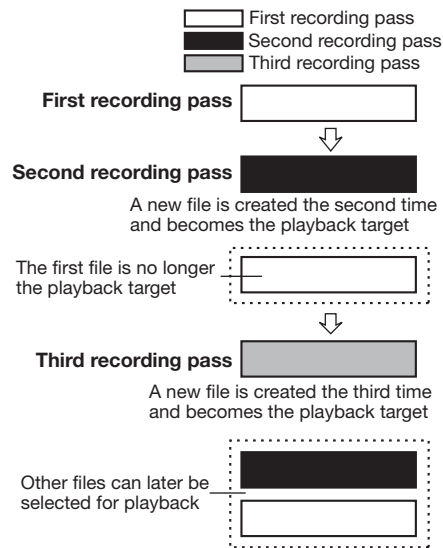 First recording pass
Second recording pass
Third recording pass
First recording pass
Second recording pass
A new file is created the second time
and becomes the playback target
The first file is no longer
the playback target
Third recording pass
A new file is created the third time
and becomes the playback target
Other files can later be
selected for playback